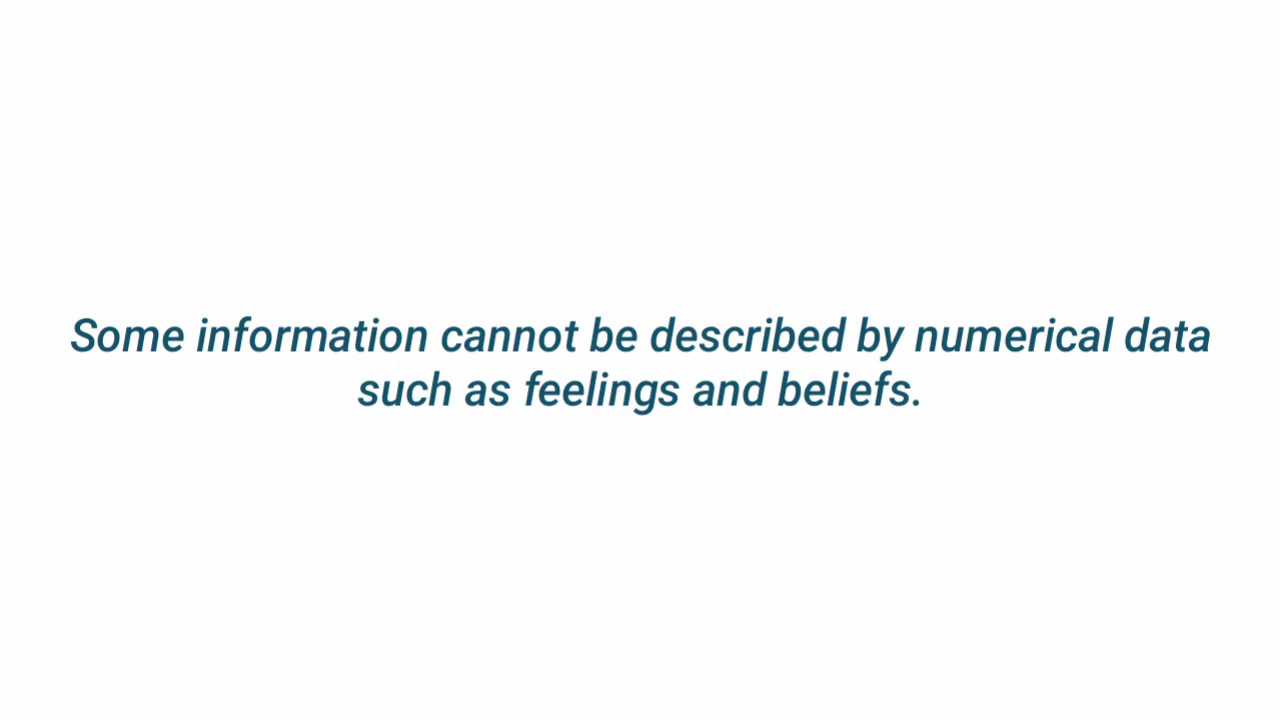 Some information cannot be described by numerical data
such as feelings and beliefs.